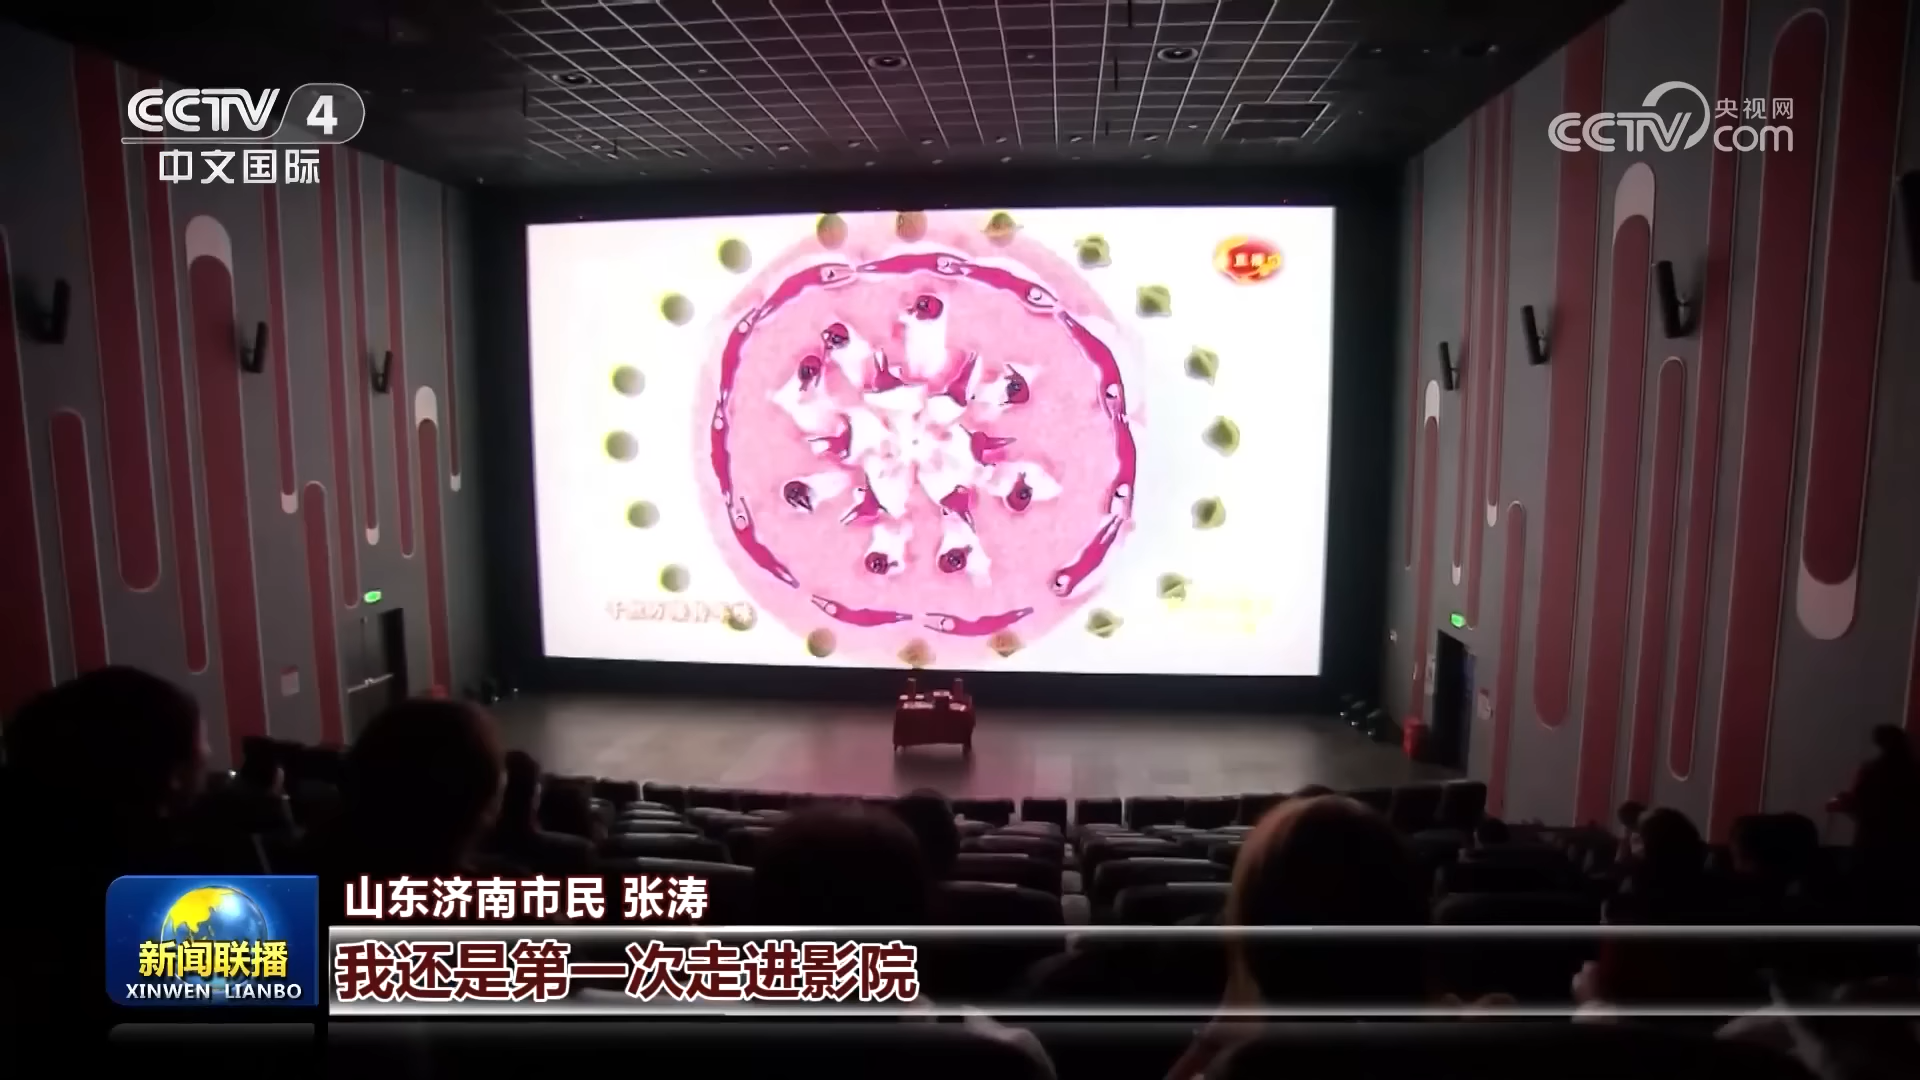 CCTV 4
中文国际
央视网
CCTV com
山东济南市民 张涛
新闻联播
XINWEN LIANBO
我还是第一次走进影院